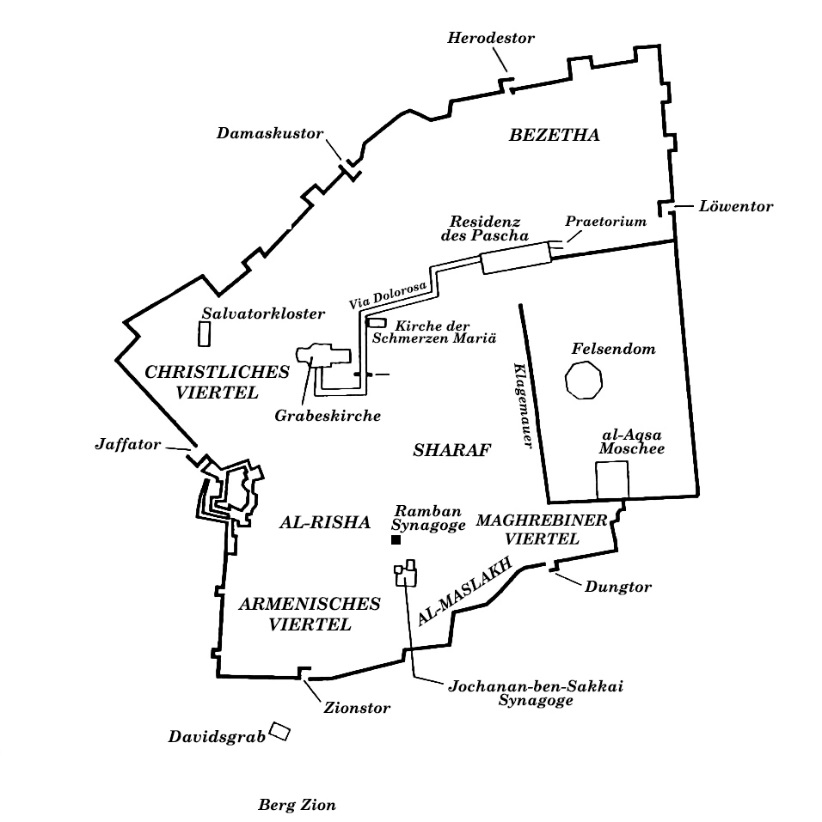 Herodestor
Damaskustor
BEZETHA
Löwentor
Residenz
des Pascha
Praetorium
Via Dolorosa
Salvatorkloster
Kirche der
Schmerzen Mariä
CHRISTLICHES
VIERTEL
Grabeskirche
Felsendom
Klagemauer
Jaffator
SHARAF
al-Aqsa
Moschee
AL-RISHA
Ramban
Synagoge
MAGHREBINER
VIERTEL
AL-MASLAKH
Dungtor
ARMENISCHES
VIERTEL
Jochanan-ben-Sakkai
Synagoge
Zionstor
Davidsgrab
Berg Zion